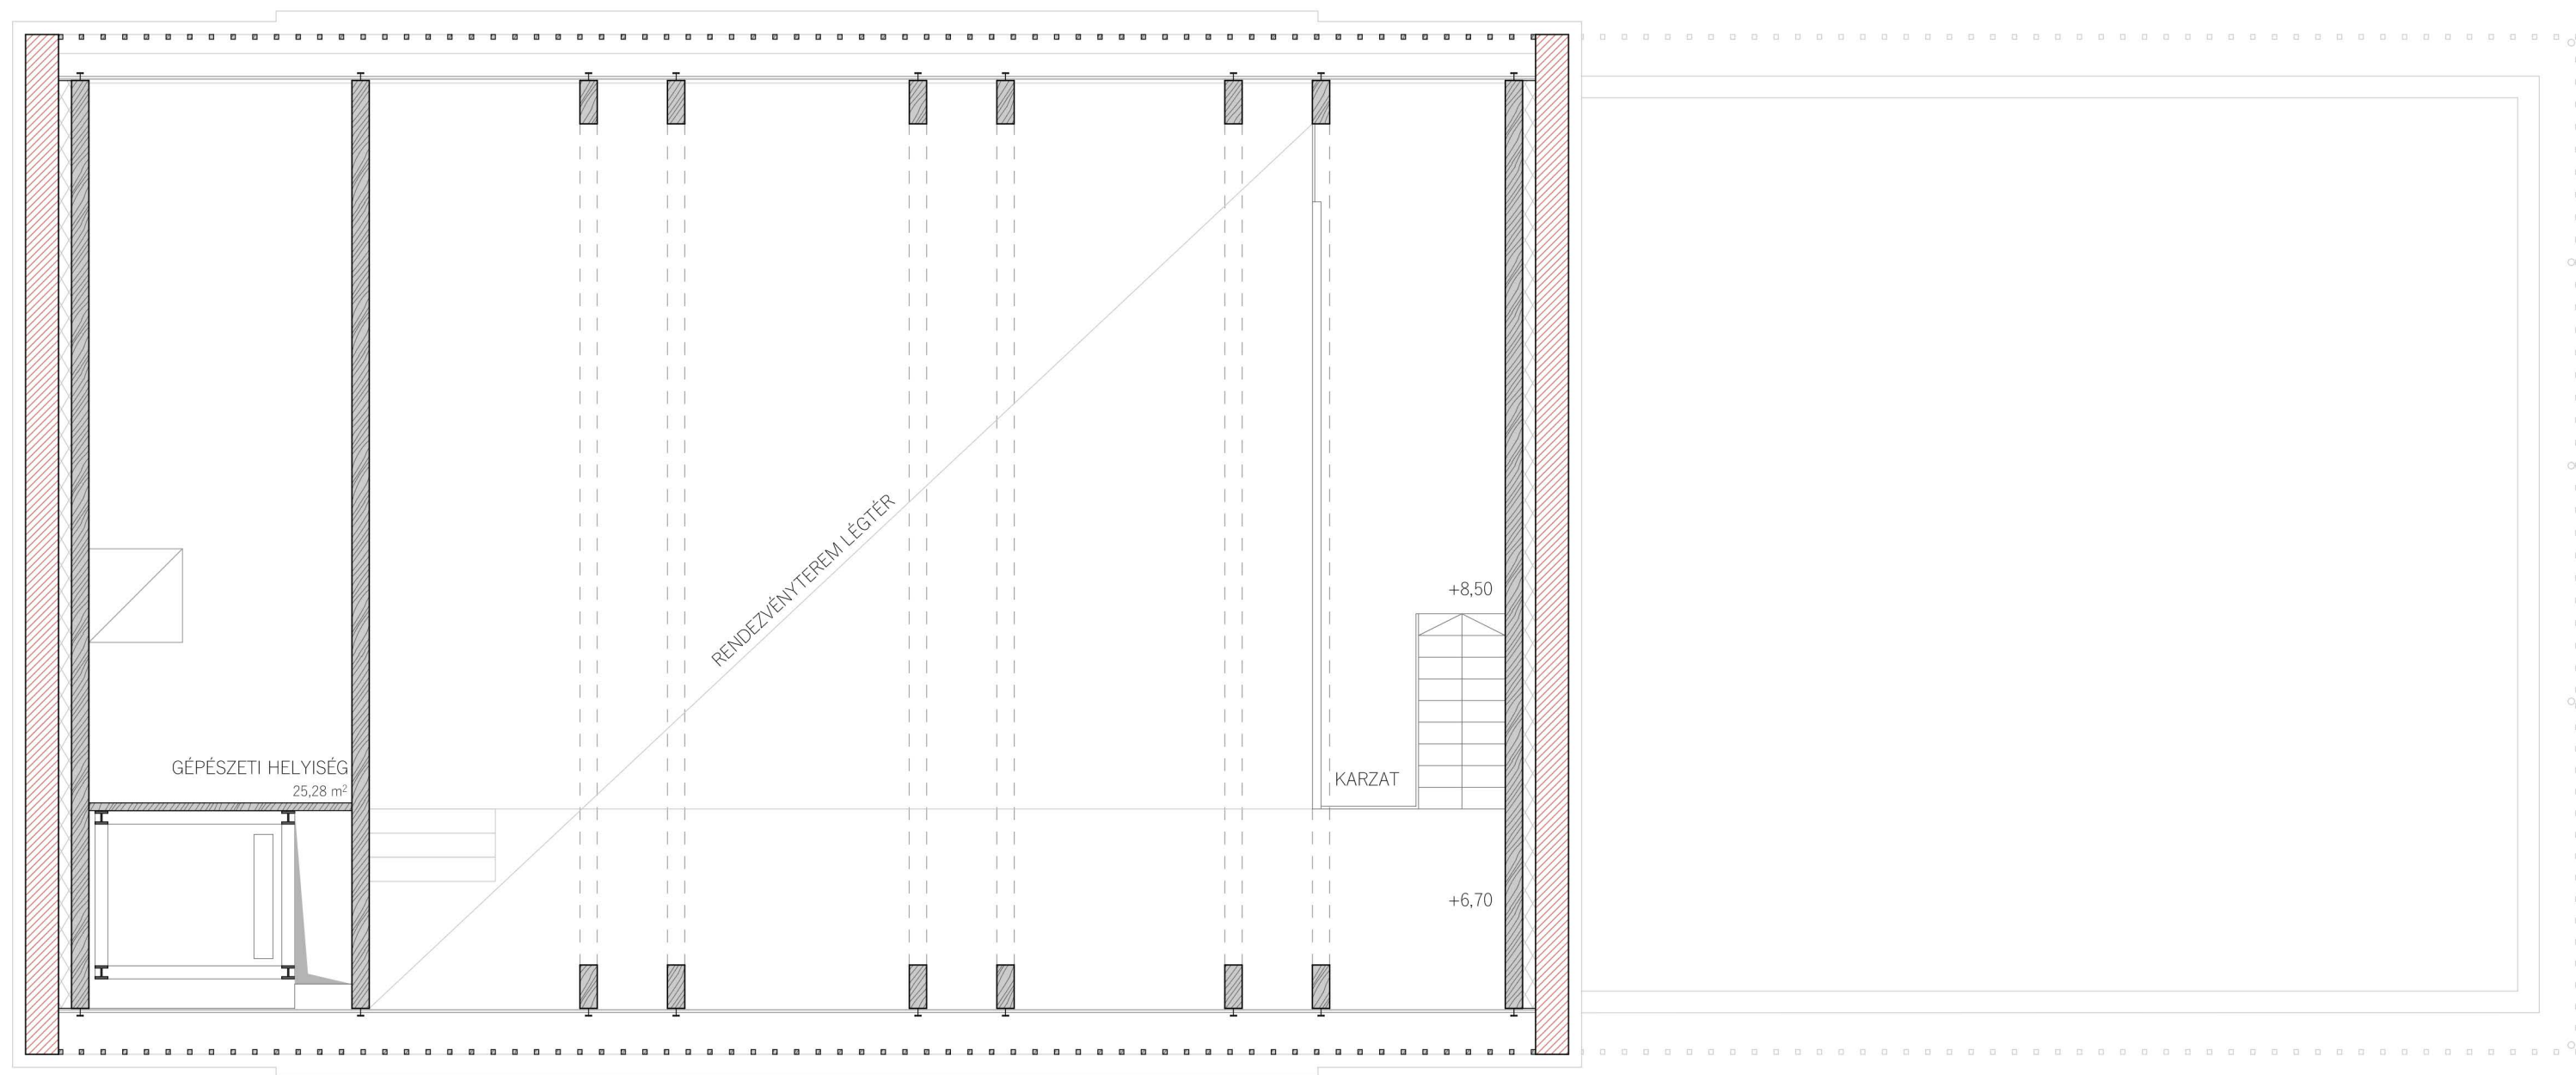 RENDEZVÉNYTEREM LÉGTÉR
+8,50
GÉPÉSZETI HELYISÉG
25,28 m²
KARZAT
+6,70